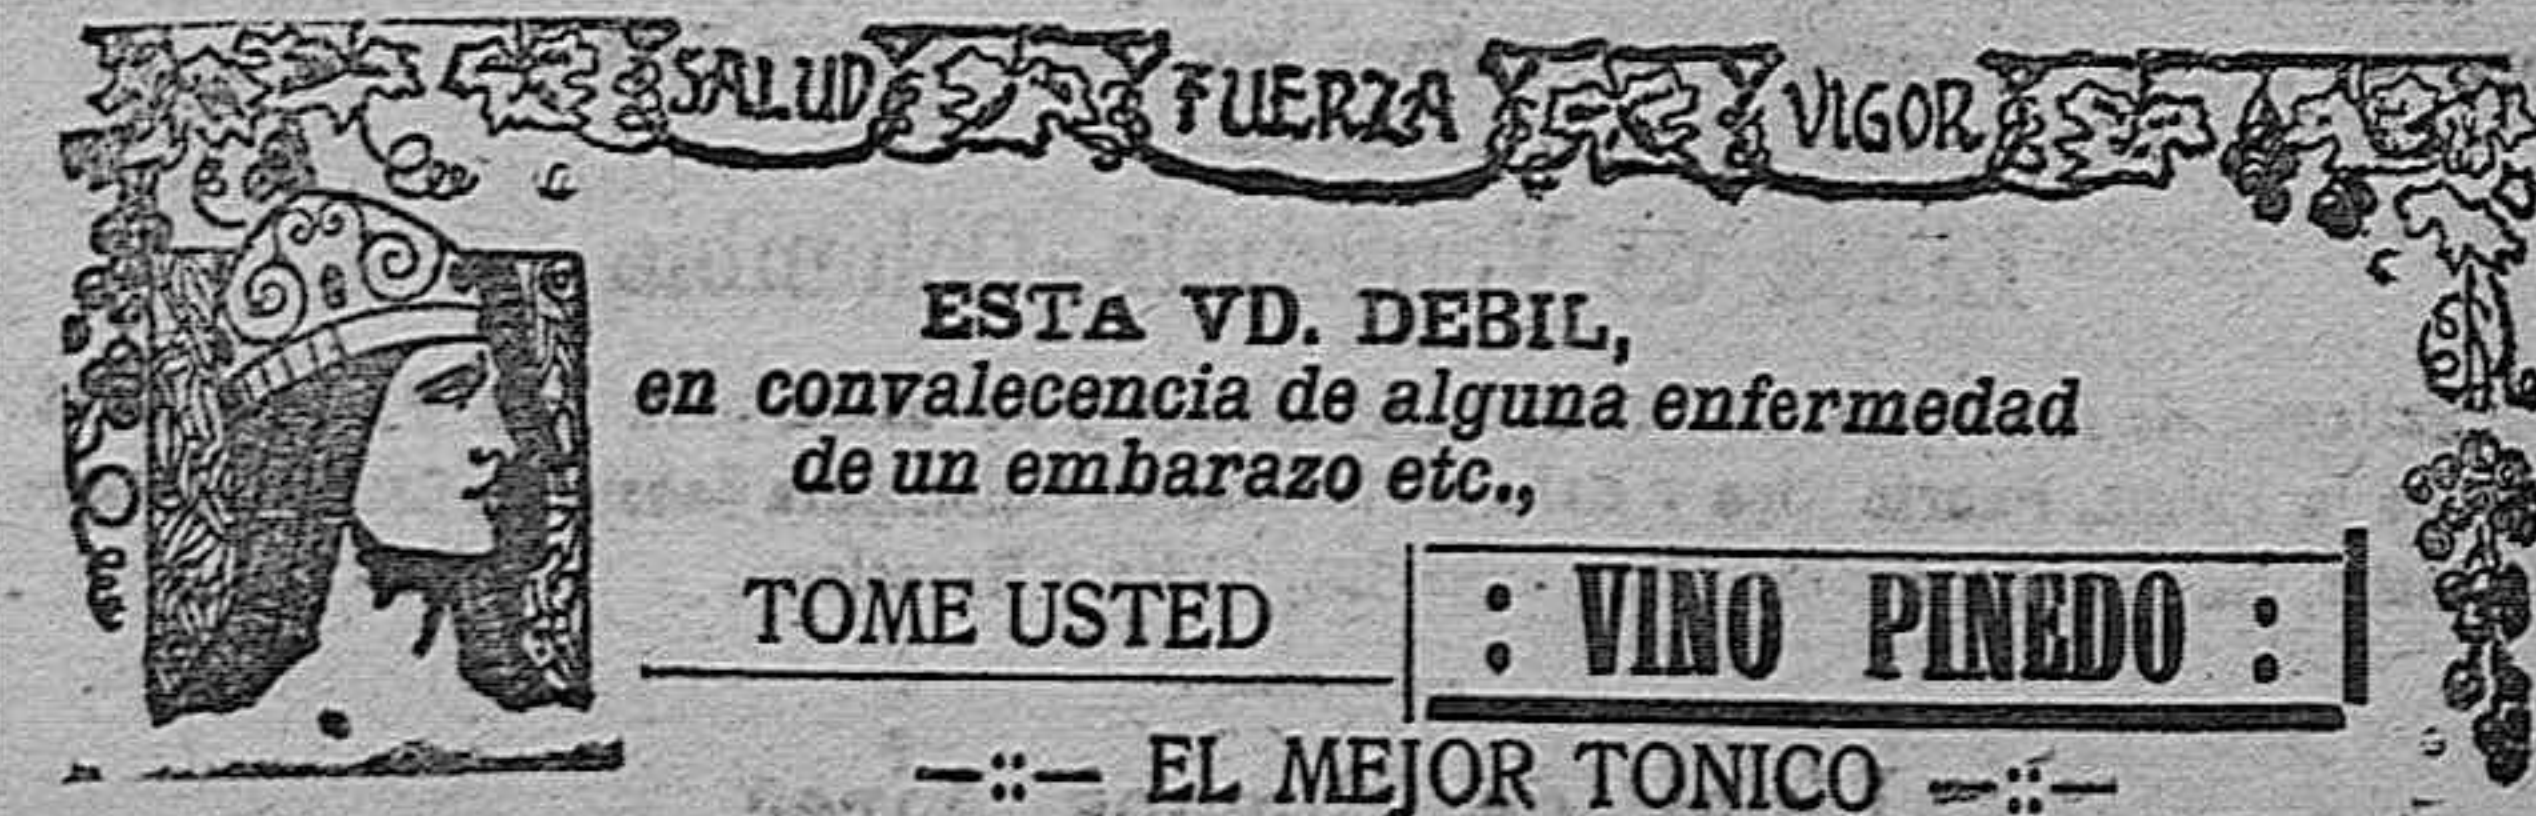 SALUD FUERZA VIGOR
ESTA VD. DEBIL,
en convalecencia de alguna enfermedad
de un embarazo etc.,
TOME USTED : VINO PINEDO :
—::— EL MEJOR TONICO —::—